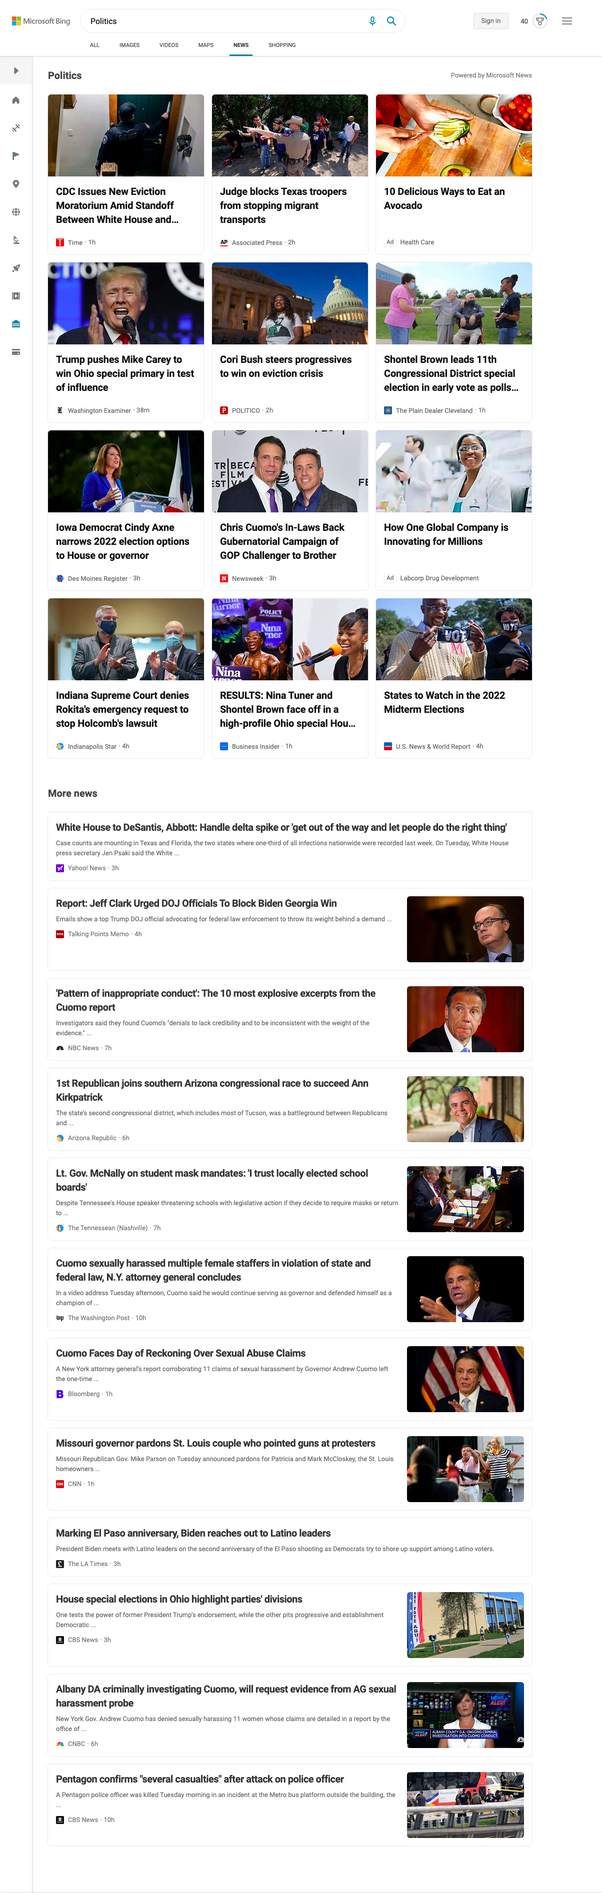 Microsoft Bing
Politics
Sign in
40
ALL IMAGES VIDEOS MAPS NEWS SHOPPING
Politics
Powered by Microsoft News
CDC Issues New Eviction
Moratorium Amid Standoff
Between White House and...
Time · 1h
Judge blocks Texas troopers
from stopping migrant
transports
AP Associated Press · 2h
10 Delicious Ways to Eat an
Avocado
Ad Health Care
Trump pushes Mike Carey to
win Ohio special primary in test
of influence
Washington Examiner · 38m
Cori Bush steers progressives
to win on eviction crisis
POLITICO · 2h
Shontel Brown leads 11th
Congressional District special
election in early vote as polls...
The Plain Dealer Cleveland · 1h
Iowa Democrat Cindy Axne
narrows 2022 election options
to House or governor
Des Moines Register · 3h
TRIBECA
FILM
Chris Cuomo's In-Laws Back
Gubernatorial Campaign of
GOP Challenger to Brother
Newsweek · 3h
How One Global Company is
Innovating for Millions
Ad Labcorp Drug Development
Indiana Supreme Court denies
Rokita's emergency request to
stop Holcomb's lawsuit
Indianapolis Star · 4h
Nina
Turner
Nina
RESULTS: Nina Turner and
Shontel Brown face off in a
high-profile Ohio special Hou...
Business Insider · 1h
VOTE
States to Watch in the 2022
Midterm Elections
U.S. News & World Report · 4h
More news
White House to DeSantis, Abbott: Handle delta spike or 'get out of the way and let people do the right thing'
Case counts are mounting in Texas and Florida, the two states where one-third of all infections nationwide were recorded last week. On Tuesday, White House
press secretary Jen Psaki said the White ...
Yahoo! News · 3h
Report: Jeff Clark Urged DOJ Officials To Block Biden Georgia Win
Emails show a top Trump DOJ official advocating for federal law enforcement to throw its weight behind a demand ...
Talking Points Memo · 4h
'Pattern of inappropriate conduct': The 10 most explosive excerpts from the
Cuomo report
Investigators said they found Cuomo's "denials to lack credibility and to be inconsistent with the weight of the
evidence." ...
NBC News · 7h
1st Republican joins southern Arizona congressional race to succeed Ann
Kirkpatrick
The state's second congressional district, which includes most of Tucson, was a battleground between Republicans
and ...
Arizona Republic · 6h
Lt. Gov. McNally on student mask mandates: 'I trust locally elected school
boards'
Despite Tennessee's House speaker threatening schools with legislative action if they decide to require masks or return
to ...
The Tennessean (Nashville) · 7h
Cuomo sexually harassed multiple female staffers in violation of state and
federal law, N.Y. attorney general concludes
In a video address Tuesday afternoon, Cuomo said he would continue serving as governor and defended himself as a
champion of ...
wp The Washington Post · 10h
Cuomo Faces Day of Reckoning Over Sexual Abuse Claims
A New York attorney general's report corroborating 11 claims of sexual harassment by Governor Andrew Cuomo left
the one-time ...
B Bloomberg · 1h
Missouri governor pardons St. Louis couple who pointed guns at protesters
Missouri Republican Gov. Mike Parson on Tuesday announced pardons for Patricia and Mark McCloskey, the St. Louis
homeowners ...
CNN · 1h
Marking El Paso anniversary, Biden reaches out to Latino leaders
President Biden meets with Latino leaders on the second anniversary of the El Paso shooting as Democrats try to shore up support among Latino voters.
The LA Times · 3h
House special elections in Ohio highlight parties' divisions
One tests the power of former President Trump's endorsement, while the other pits progressive and establishment
Democratic ...
CBS News · 3h
Albany DA criminally investigating Cuomo, will request evidence from AG sexual
harassment probe
New York Gov. Andrew Cuomo has denied sexually harassing 11 women whose claims are detailed in a report by the
office of ...
CNBC · 6h
Pentagon confirms "several casualties" after attack on police officer
A Pentagon police officer was killed Tuesday morning in an incident at the Metro bus platform outside the building, the
...
CBS News · 10h